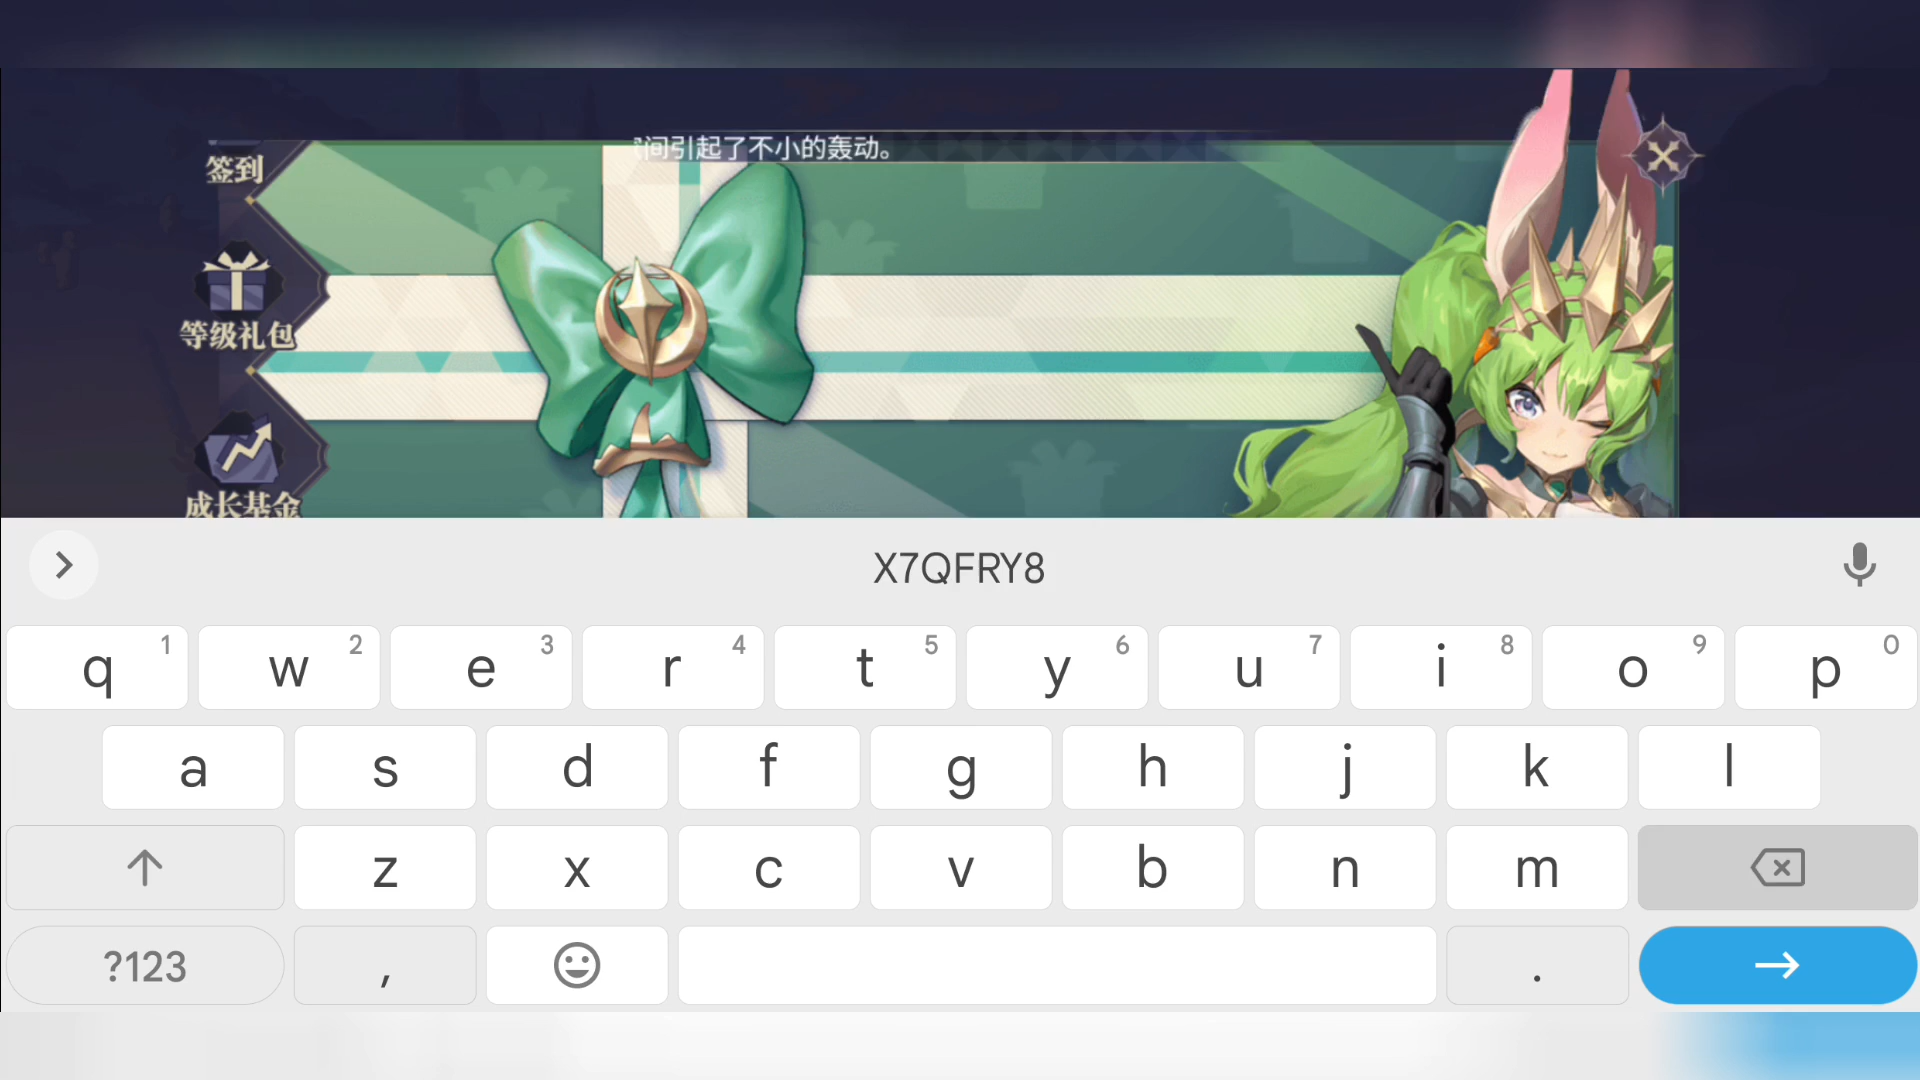 间引起了不小的轰动。
签到
等级礼包
成长基金
X7QFRY8
q 1 w 2 e 3 r 4 t 5 y 6 u 7 i 8 o 9 p 0
a s d f g h j k l
z x c v b n m
?123 , .